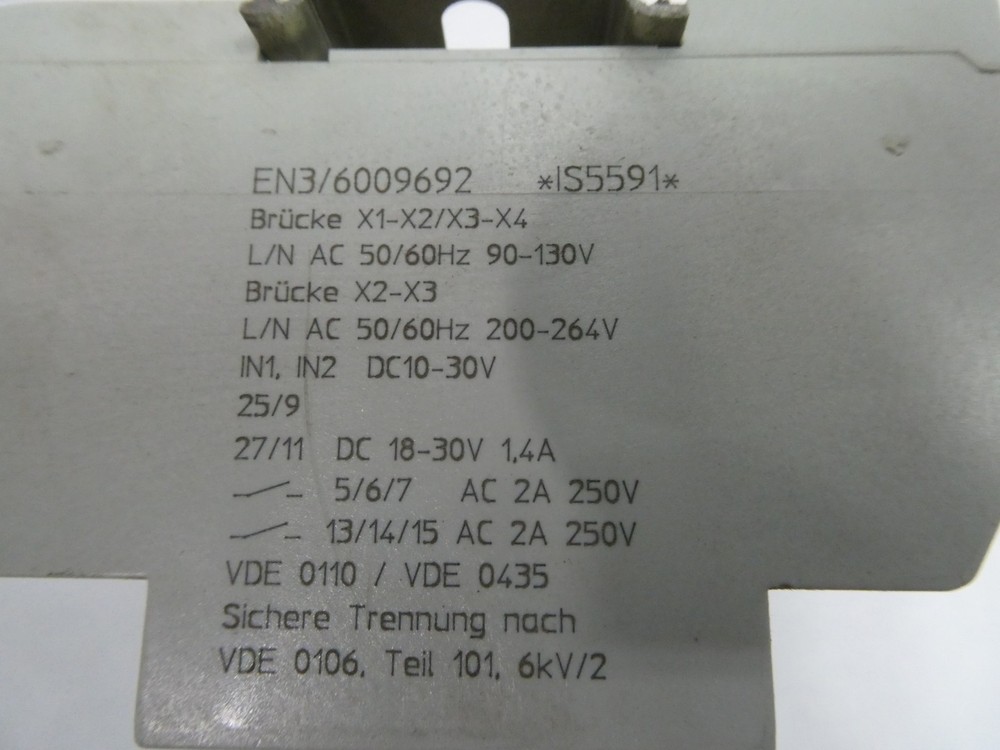 EN3/6009692 *IS5591*
Brücke X1-X2/X3-X4
L/N AC 50/60Hz 90-130V
Brücke X2-X3
L/N AC 50/60Hz 200-264V
IN1, IN2 DC10-30V
25/9
27/11 DC 18-30V 1,4A
5/6/7 AC 2A 250V
13/14/15 AC 2A 250V
VDE 0110 / VDE 0435
Sichere Trennung nach
VDE 0106, Teil 101, 6kV/2